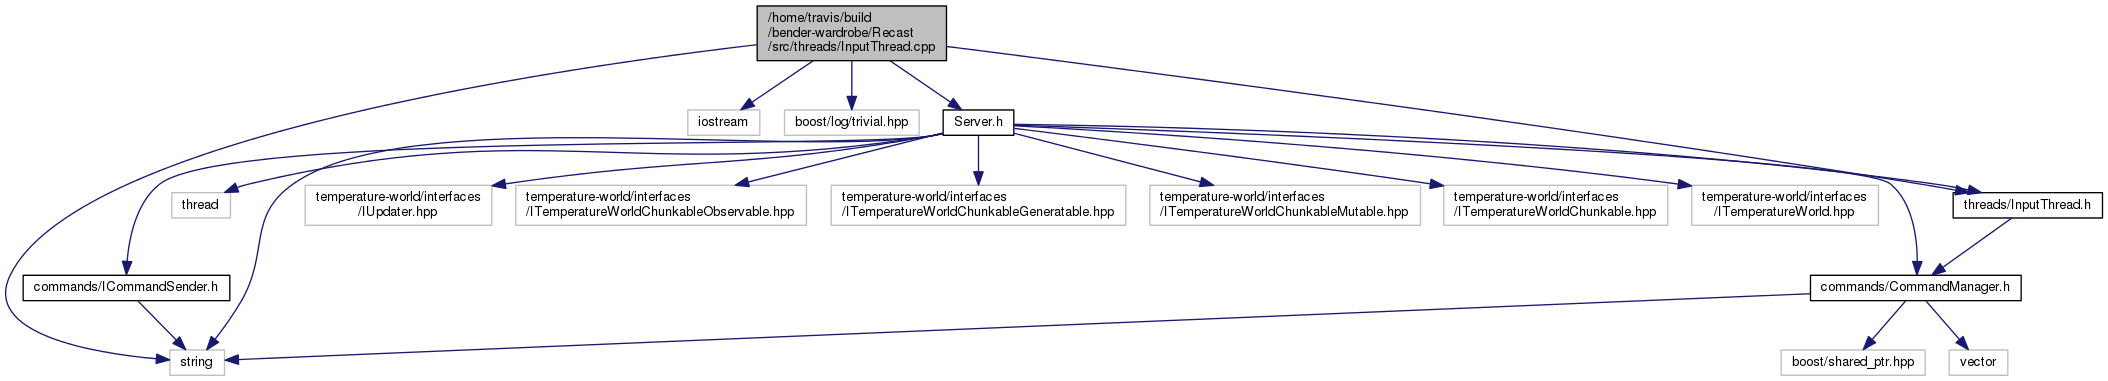 /home/travis/build
/bender-wardrobe/Recast
/src/threads/InputThread.cpp
iostream
boost/log/trivial.hpp
Server.h
thread
temperature-world/interfaces
/IUpdater.hpp
temperature-world/interfaces
/ITemperatureWorldChunkableObservable.hpp
temperature-world/interfaces
/ITemperatureWorldChunkableGeneratable.hpp
temperature-world/interfaces
/ITemperatureWorldChunkableMutable.hpp
temperature-world/interfaces
/ITemperatureWorldChunkable.hpp
temperature-world/interfaces
/ITemperatureWorld.hpp
threads/InputThread.h
commands/ICommandSender.h
commands/CommandManager.h
string
boost/shared_ptr.hpp
vector